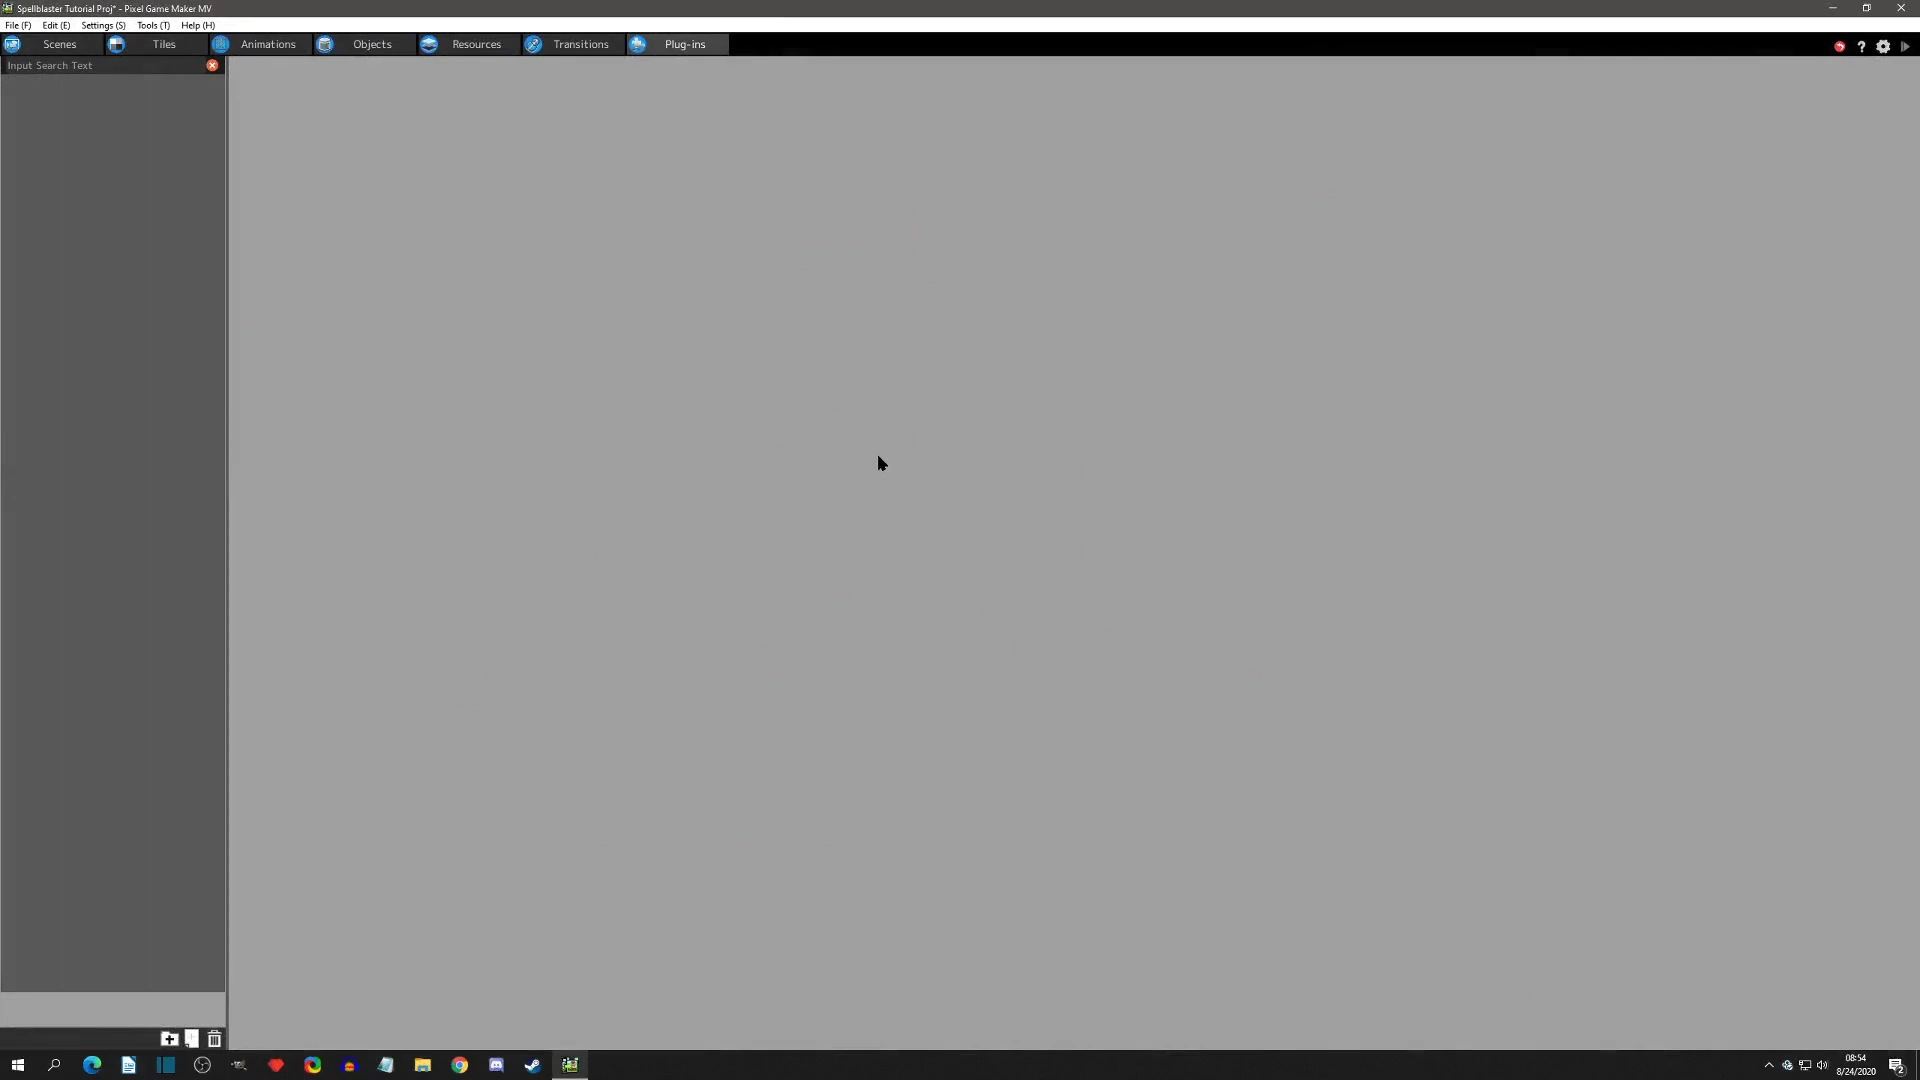 Spellblaster Tutorial Proj* - Pixel Game Maker MV
File (F) Edit (E) Settings (S) Tools (T) Help (H)
Scenes Tiles Animations Objects Resources Transitions Plug-ins
Input Search Text
08:54
8/24/2020
2